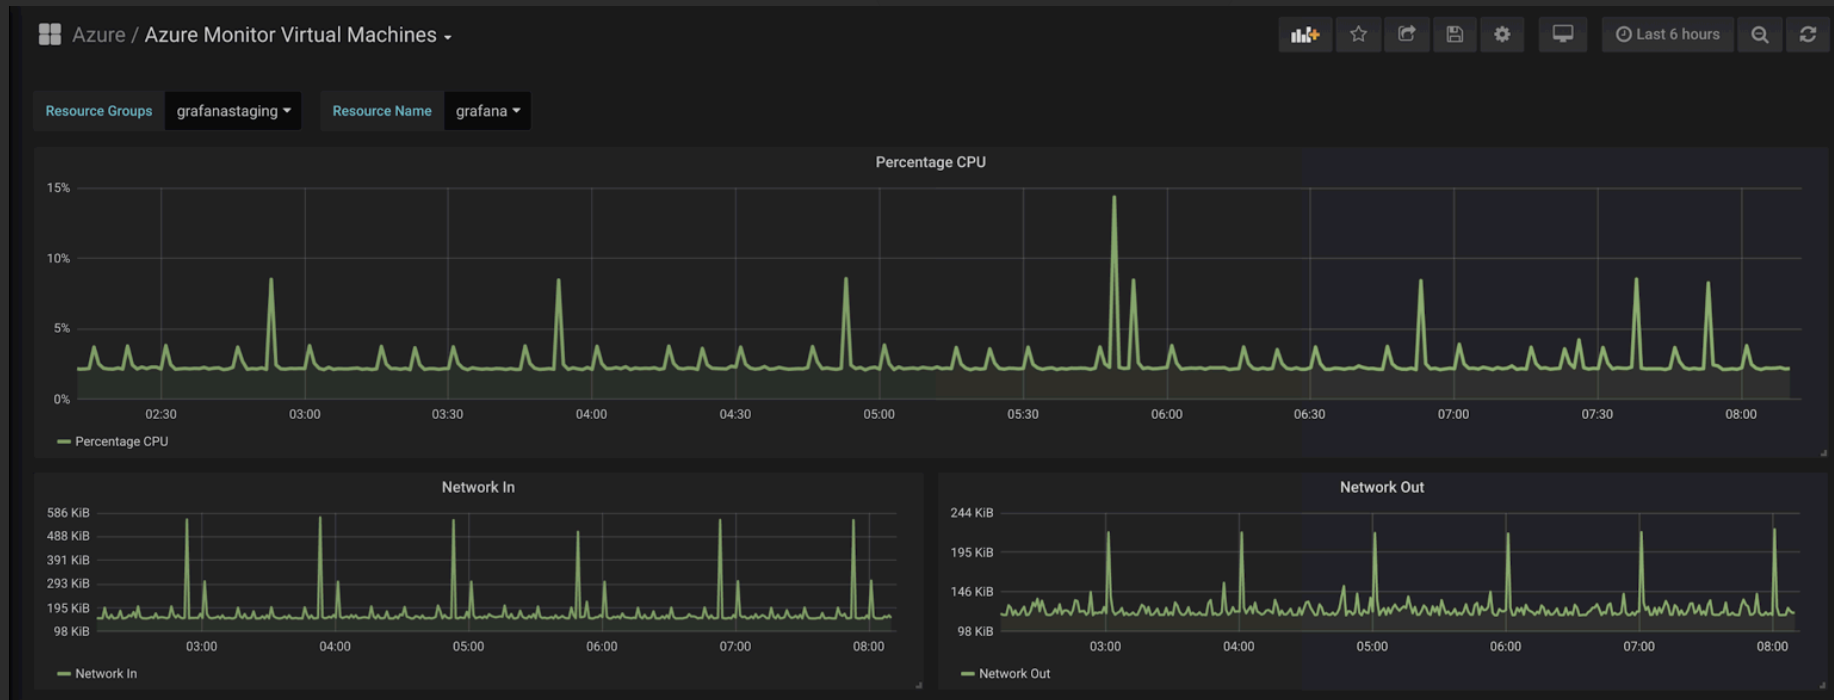 Azure / Azure Monitor Virtual Machines
Last 6 hours
Resource Groups grafanastaging Resource Name grafana
Percentage CPU
15%
10%
5%
0%
02:30 03:00 03:30 04:00 04:30 05:00 05:30 06:00 06:30 07:00 07:30 08:00
Percentage CPU
Network In
586 KiB
488 KiB
391 KiB
293 KiB
195 KiB
98 KiB
03:00 04:00 05:00 06:00 07:00 08:00
Network In
Network Out
244 KiB
195 KiB
146 KiB
98 KiB
03:00 04:00 05:00 06:00 07:00 08:00
Network Out